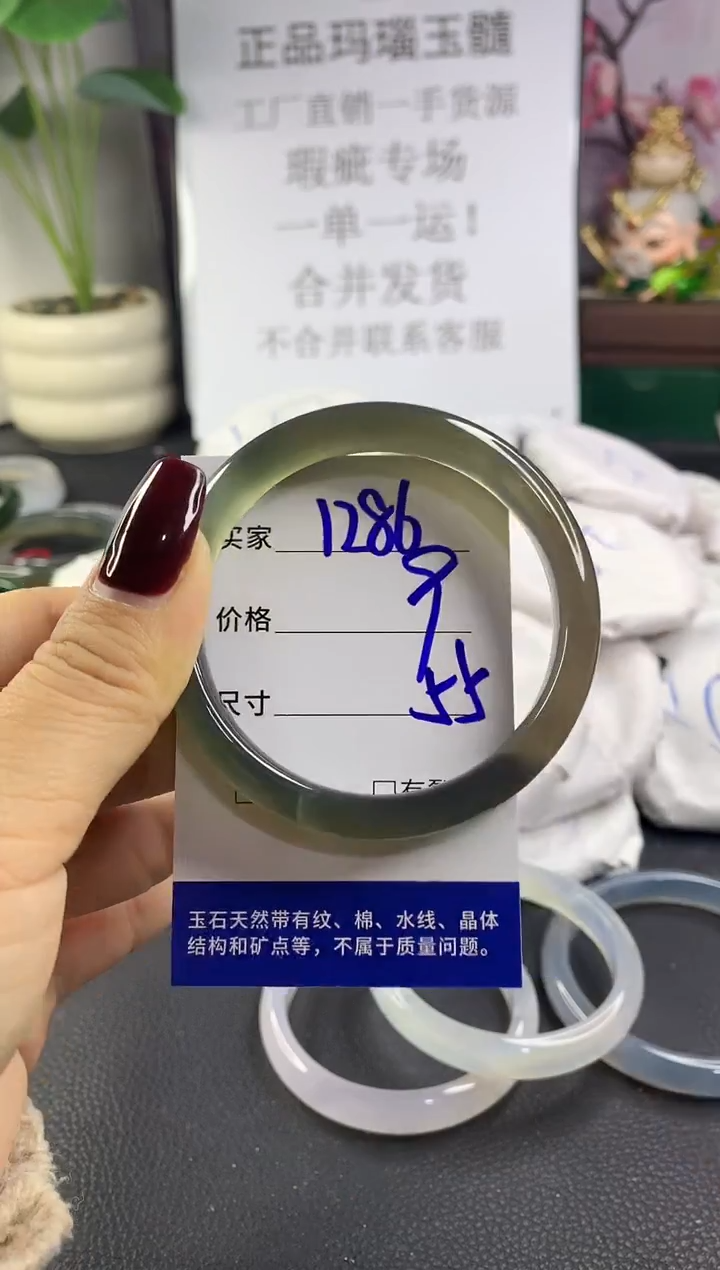 正品玛瑙玉髓
工厂直销一手货源
瑕疵专场
一单一运!
合并发货
不合并联系客服
买家 1286
价格 9
尺寸 55
玉石天然带有纹、棉、水线、晶体
结构和矿点等，不属于质量问题。